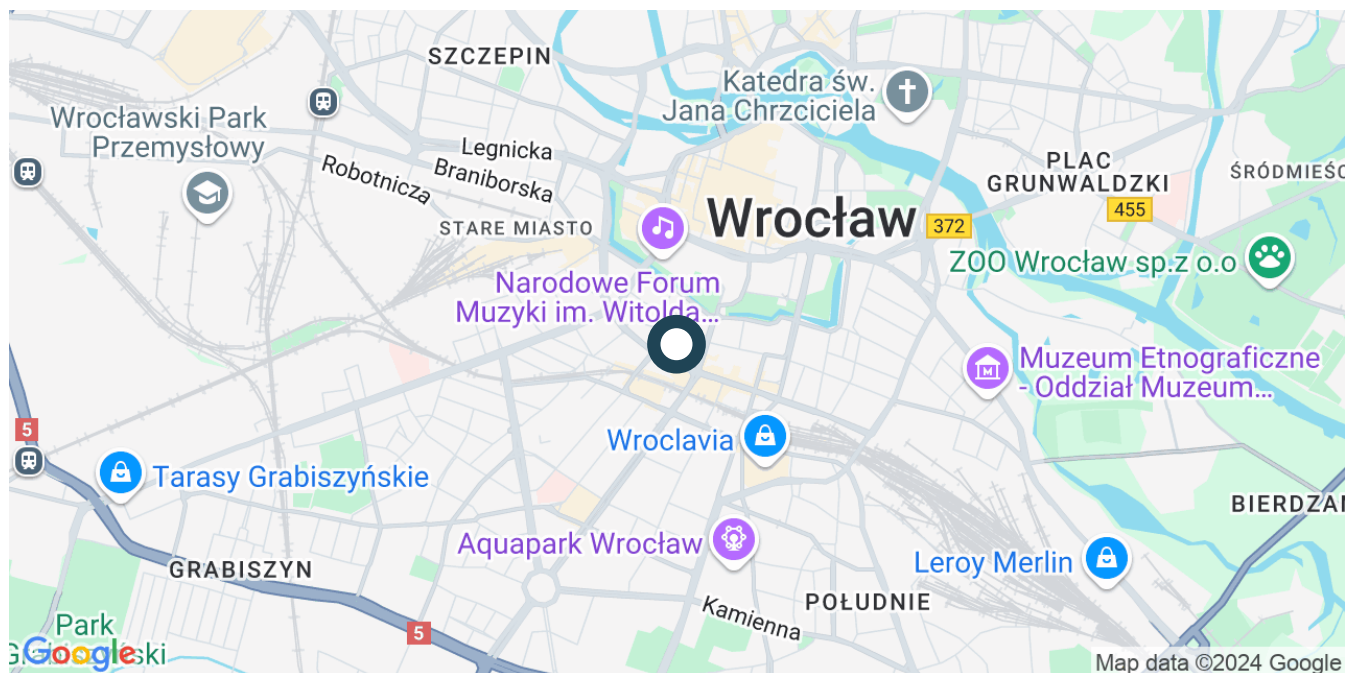 SZCZEPIN
Katedra św.
Jana Chrzciciela
Wrocławski Park
Przemysłowy
Legnicka
Braniborska
Robotnicza
PLAC
GRUNWALDZKI
ŚRÓDMIEŚC
455
STARE MIASTO
Wrocław
372
ZOO Wrocław sp.z o.o
Narodowe Forum
Muzyki im. Witolda...
Muzeum Etnograficzne
- Oddział Muzeum...
5
Wroclavia
Tarasy Grabiszyńskie
BIERDZAN
Aquapark Wrocław
Leroy Merlin
GRABISZYN
POŁUDNIE
Kamienna
5
Park
Google
Map data ©2024 Google